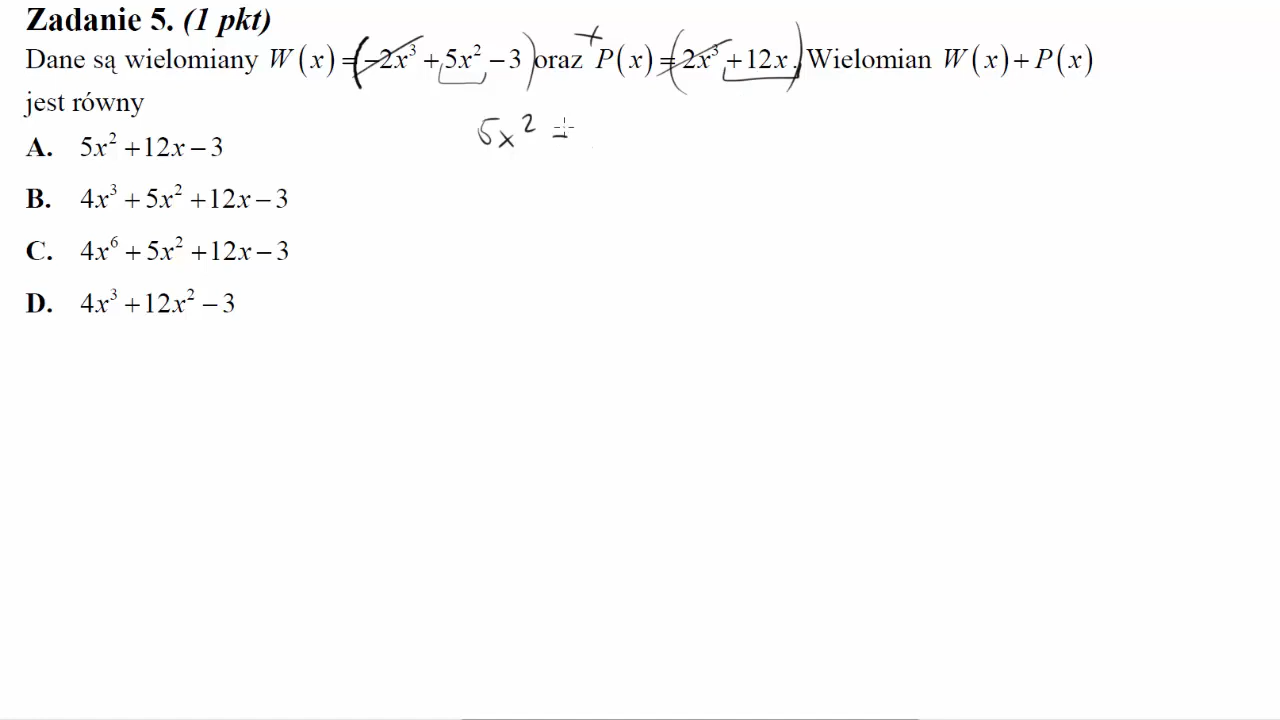 Zadanie 5. (1 pkt)
Dane są wielomiany W(x)=(−2x³+5x²−3) oraz + P(x)=(2x³+12x). Wielomian W(x)+P(x)
jest równy
5x² +
A. 5x²+12x−3
B. 4x³+5x²+12x−3
C. 4x⁶+5x²+12x−3
D. 4x³+12x²−3